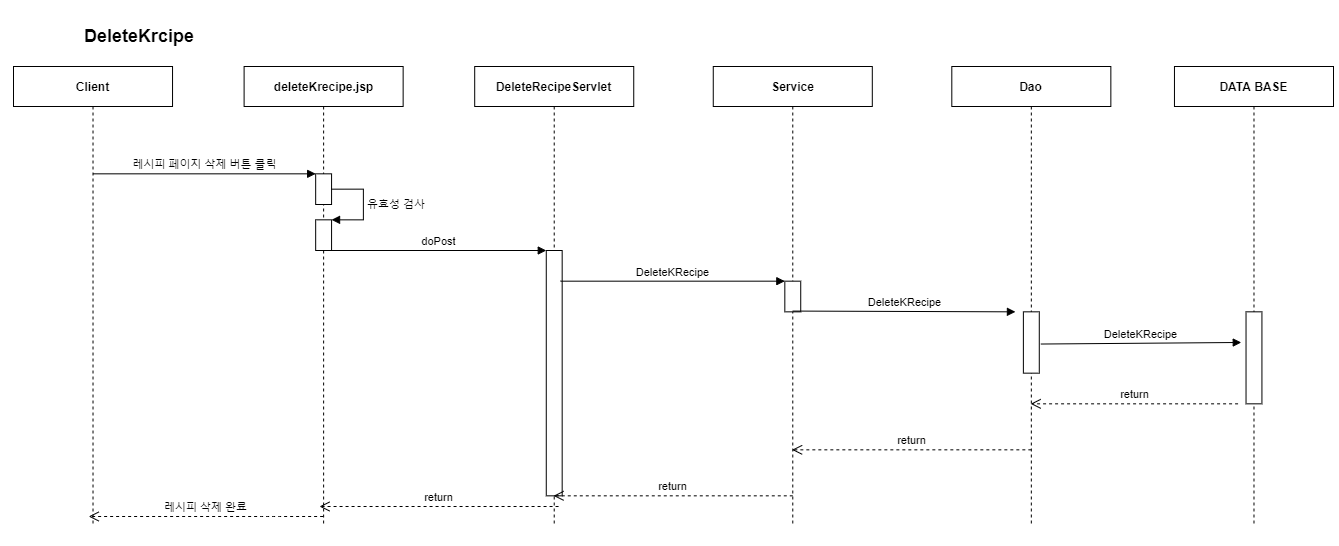 DeleteKrcipe
Client
deleteKrecipe.jsp
DeleteRecipeServlet
Service
Dao
DATA BASE
레시피 페이지 삭제 버튼 클릭
유효성 검사
doPost
DeleteKRecipe
DeleteKRecipe
DeleteKRecipe
return
return
return
return
레시피 삭제 완료